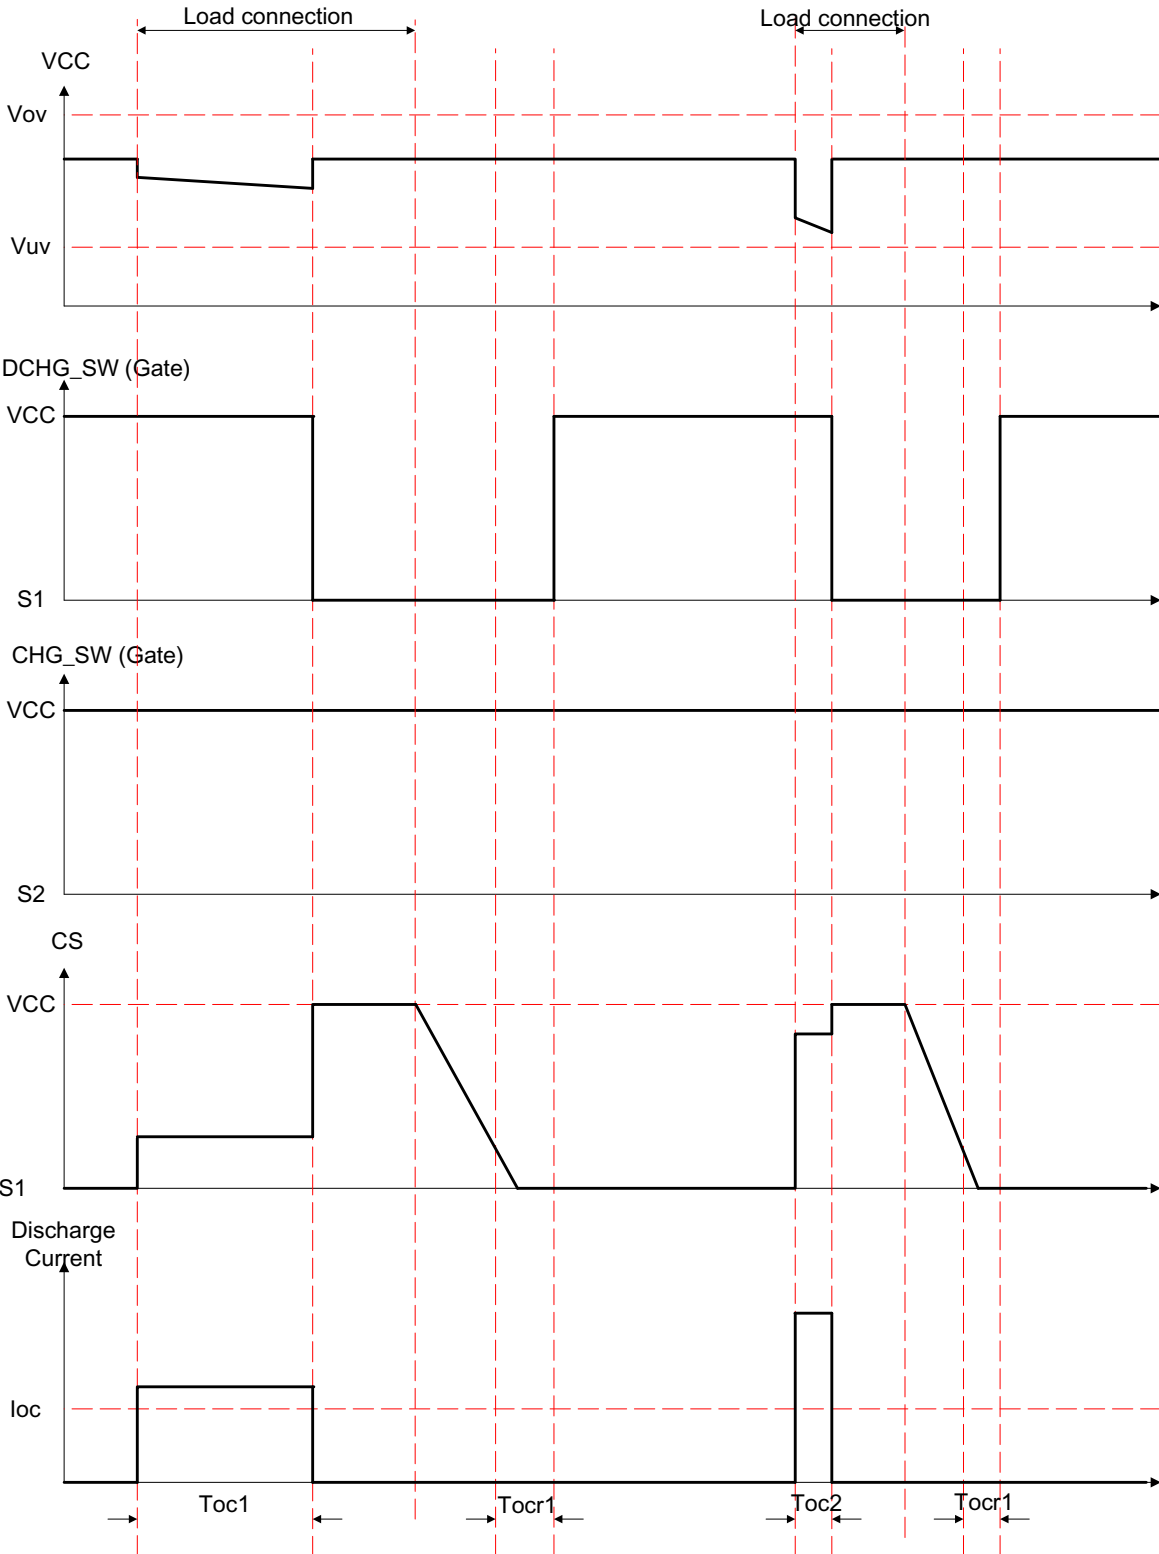 Load connection
Load connection
VCC
Vov
Vuv
DCHG_SW (Gate)
VCC
S1
CHG_SW (Gate)
VCC
S2
CS
VCC
S1
Discharge
Current
Ioc
Toc1
Tocr1
Toc2
Tocr1